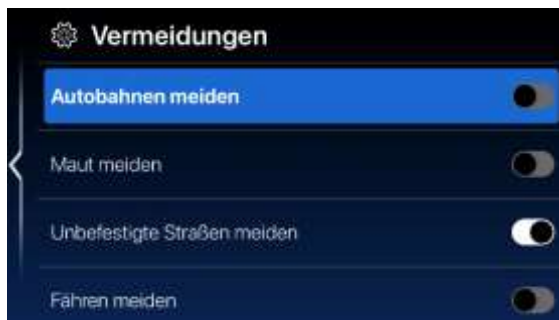 Vermeidungen
Autobahnen meiden
Maut meiden
Unbefestigte Straßen meiden
Fähren meiden